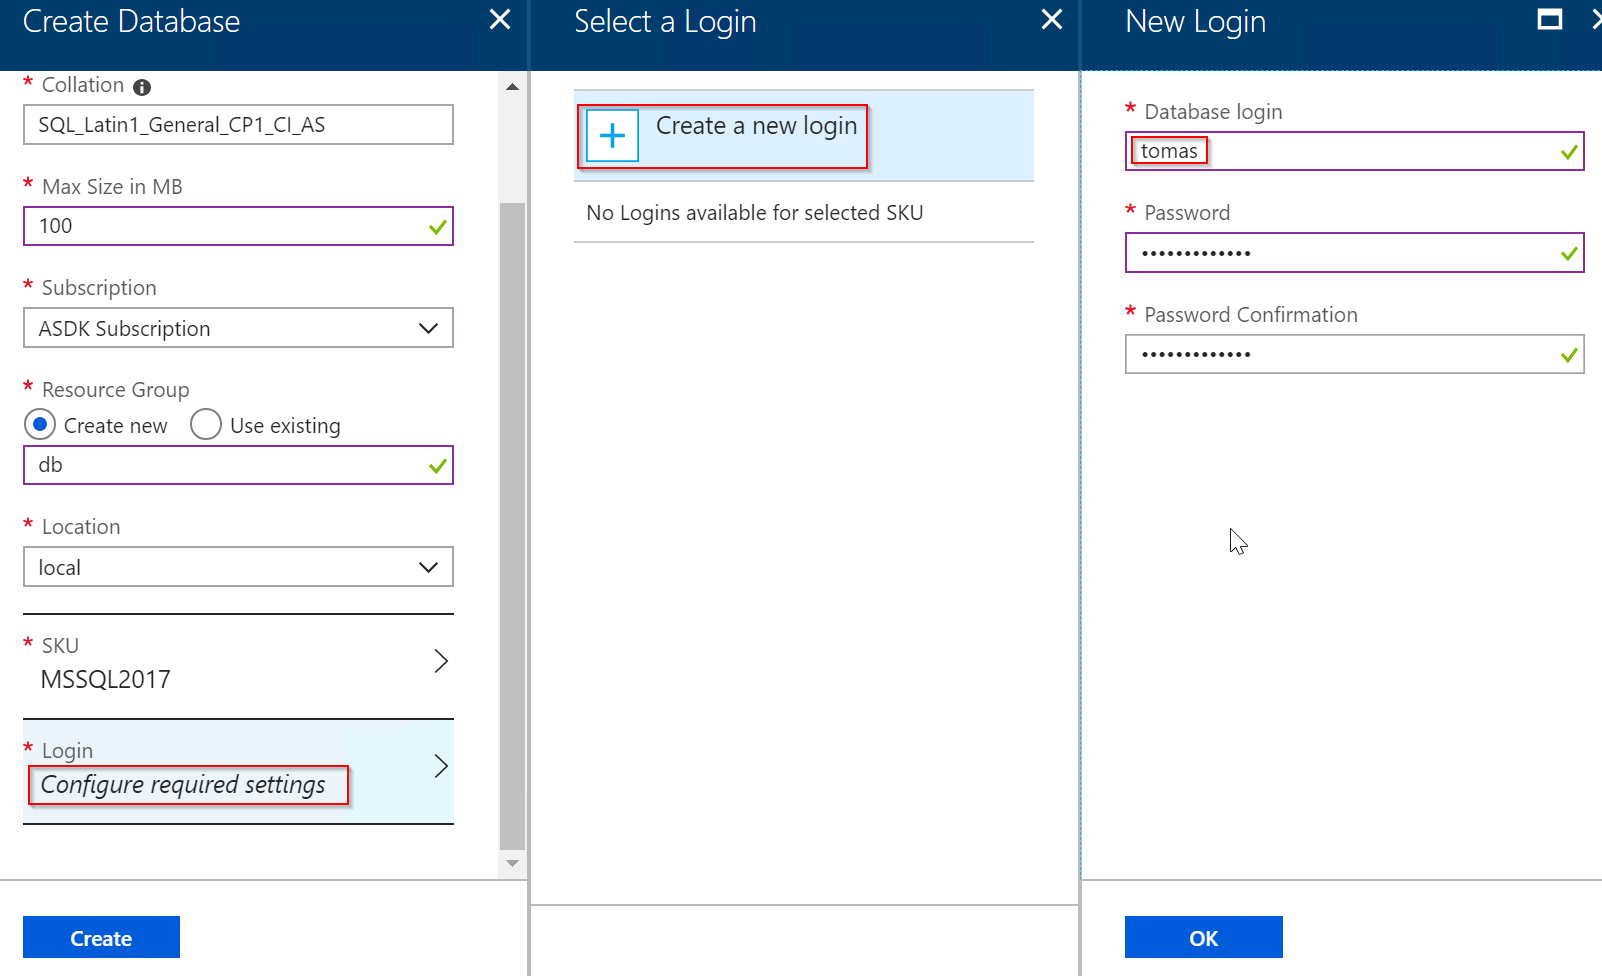 Create Database
* Collation
SQL_Latin1_General_CP1_CI_AS
* Max Size in MB
100
* Subscription
ASDK Subscription
* Resource Group
Create new
Use existing
db
* Location
local
* SKU
MSSQL2017
* Login
Configure required settings
Create
Select a Login
Create a new login
No Logins available for selected SKU
New Login
* Database login
tomas
* Password
•••••••••••••
* Password Confirmation
•••••••••••••
OK